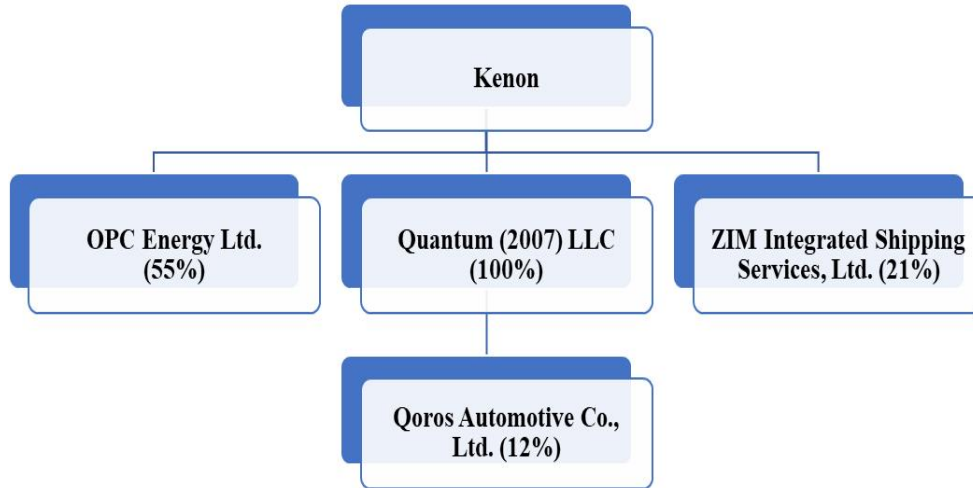 Kenon
OPC Energy Ltd.
(55%)
Quantum (2007) LLC
(100%)
ZIM Integrated Shipping
Services, Ltd. (21%)
Qoros Automotive Co.,
Ltd. (12%)